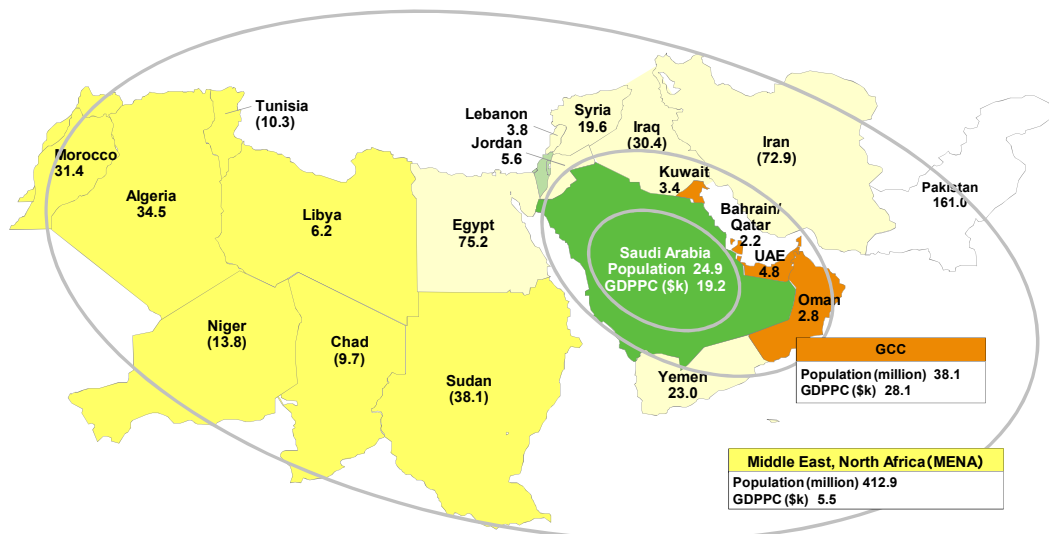 Tunisia
(10.3)
Morocco
31.4
Algeria
34.5
Libya
6.2
Egypt
75.2
Niger
(13.8)
Chad
(9.7)
Sudan
(38.1)
Lebanon
3.8
Jordan
5.6
Syria
19.6
Iraq
(30.4)
Iran
(72.9)
Kuwait
3.4
Pakistan
161.0
Bahrain/
Qatar
2.2
UAE
4.8
Saudi Arabia
Population 24.9
GDPPC ($k) 19.2
Oman
2.8
Yemen
23.0
GCC
Population (million) 38.1
GDPPC ($k) 28.1
Middle East, North Africa(MENA)
Population (million) 412.9
GDPPC ($k) 5.5